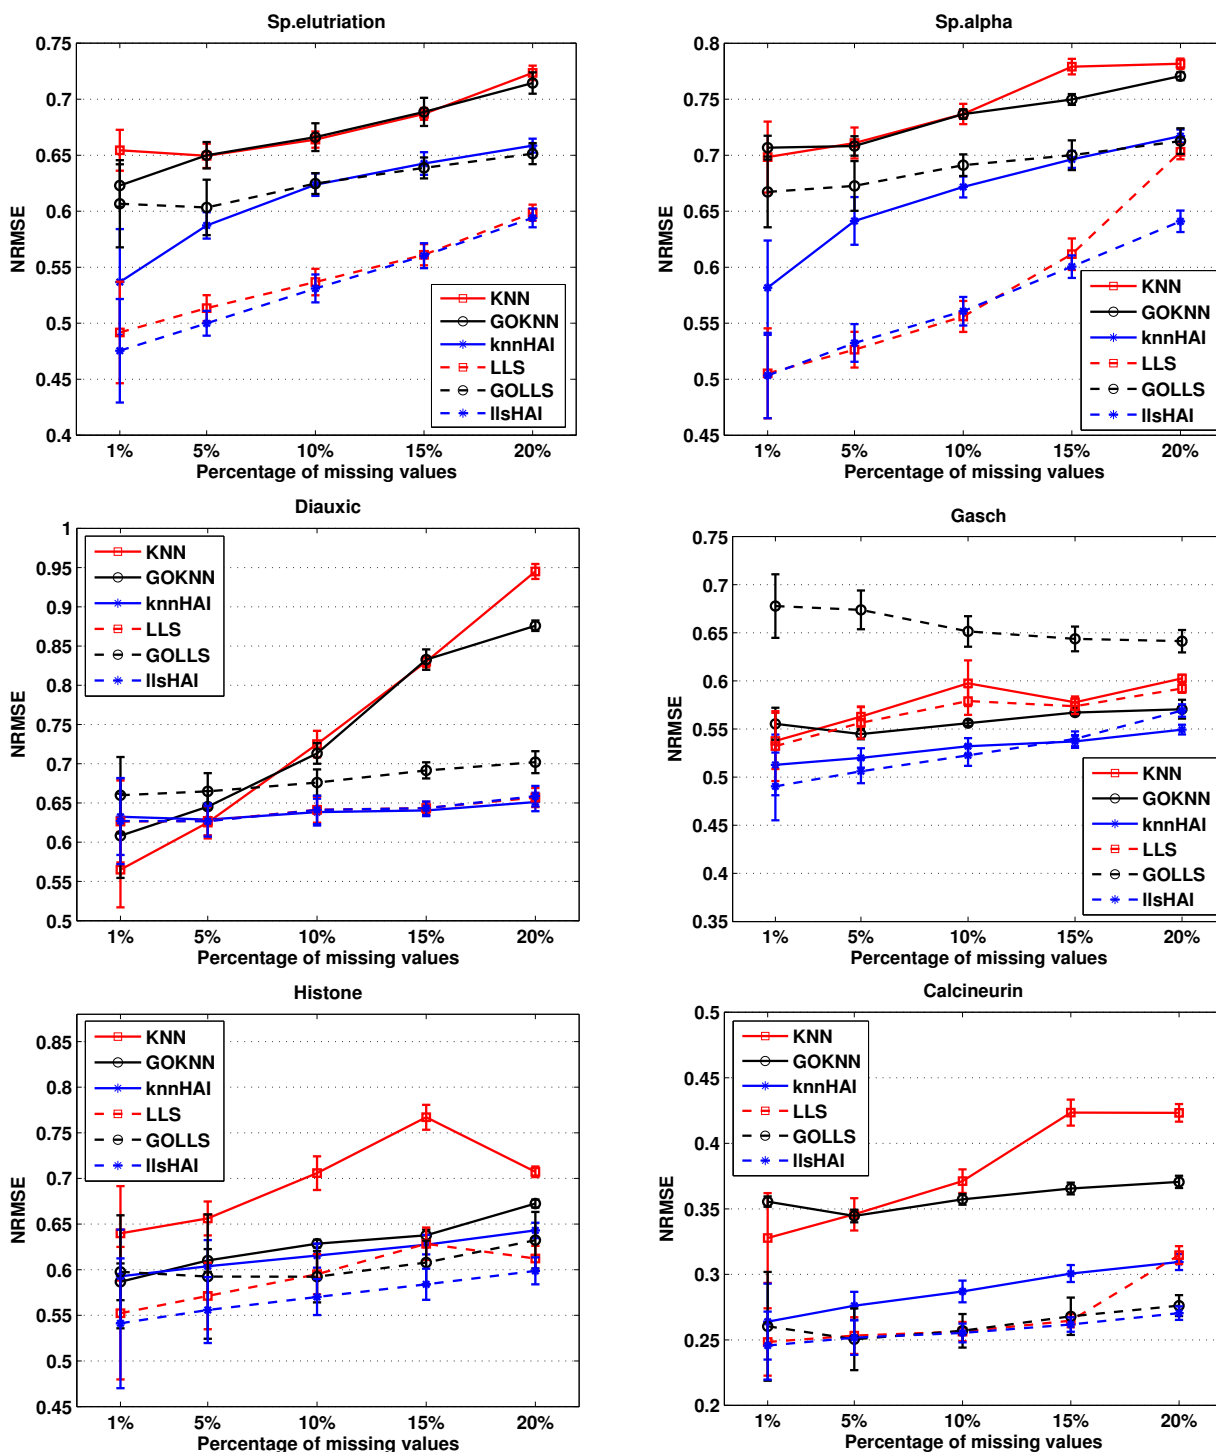 Sp.elutriation
0.75
0.7
0.65
0.6
0.55
0.5
0.45
0.4
NRMSE
KNN
GOKNN
knnHAI
LLS
GOLLS
llsHAI
1% 5% 10% 15% 20%
Percentage of missing values
Sp.alpha
0.8
0.75
0.7
0.65
0.6
0.55
0.5
0.45
NRMSE
KNN
GOKNN
knnHAI
LLS
GOLLS
llsHAI
1% 5% 10% 15% 20%
Percentage of missing values
Diauxic
1
0.95
0.9
0.85
0.8
0.75
0.7
0.65
0.6
0.55
0.5
NRMSE
KNN
GOKNN
knnHAI
LLS
GOLLS
llsHAI
1% 5% 10% 15% 20%
Percentage of missing values
Gasch
0.75
0.7
0.65
0.6
0.55
0.5
0.45
0.4
0.35
NRMSE
KNN
GOKNN
knnHAI
LLS
GOLLS
llsHAI
1% 5% 10% 15% 20%
Percentage of missing values
Histone
0.85
0.8
0.75
0.7
0.65
0.6
0.55
0.5
0.45
NRMSE
KNN
GOKNN
knnHAI
LLS
GOLLS
llsHAI
1% 5% 10% 15% 20%
Percentage of missing values
Calcineurin
0.5
0.45
0.4
0.35
0.3
0.25
0.2
NRMSE
KNN
GOKNN
knnHAI
LLS
GOLLS
llsHAI
1% 5% 10% 15% 20%
Percentage of missing values